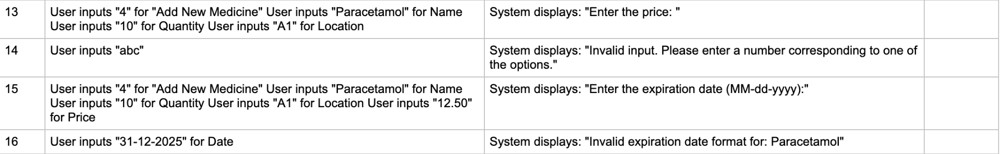 13
User inputs "4" for "Add New Medicine" User inputs "Paracetamol" for Name
User inputs "10" for Quantity User inputs "A1" for Location
System displays: "Enter the price: "
14
User inputs "abc"
System displays: "Invalid input. Please enter a number corresponding to one of
the options."
15
User inputs "4" for "Add New Medicine" User inputs "Paracetamol" for Name
User inputs "10" for Quantity User inputs "A1" for Location User inputs "12.50"
for Price
System displays: "Enter the expiration date (MM-dd-yyyy):"
16
User inputs "31-12-2025" for Date
System displays: "Invalid expiration date format for: Paracetamol"